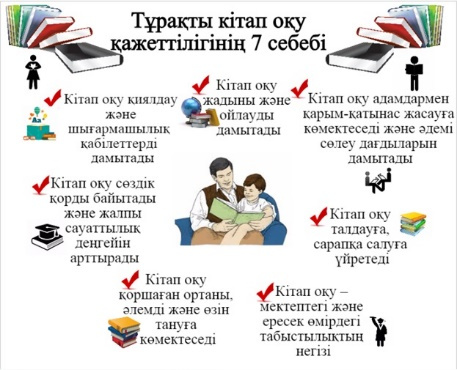 Тұрақты кітап оқу
қажеттілігінің 7 себебі
Кітап оқу қиялдау
және
шығармашылық
қабілеттерді
дамытады
Кітап оқу
жадыны және
ойлауды
дамытады
Кітап оқу адамдармен
қарым-қатынас жасауға
көмектеседі және әдемі
сөлеу дағдыларын
дамытады
Кітап оқу сөздік
қорды байытады
және жалпы
сауаттылық
деңгейін
арттырады
Кітап оқу
талдауға,
сарапқа салуға
үйретеді
Кітап оқу
қоршаған ортаны,
әлемді және өзін
тануға
көмектеседі
Кітап оқу –
мектептегі және
ересек өмірдегі
табыстылықтың
негізі